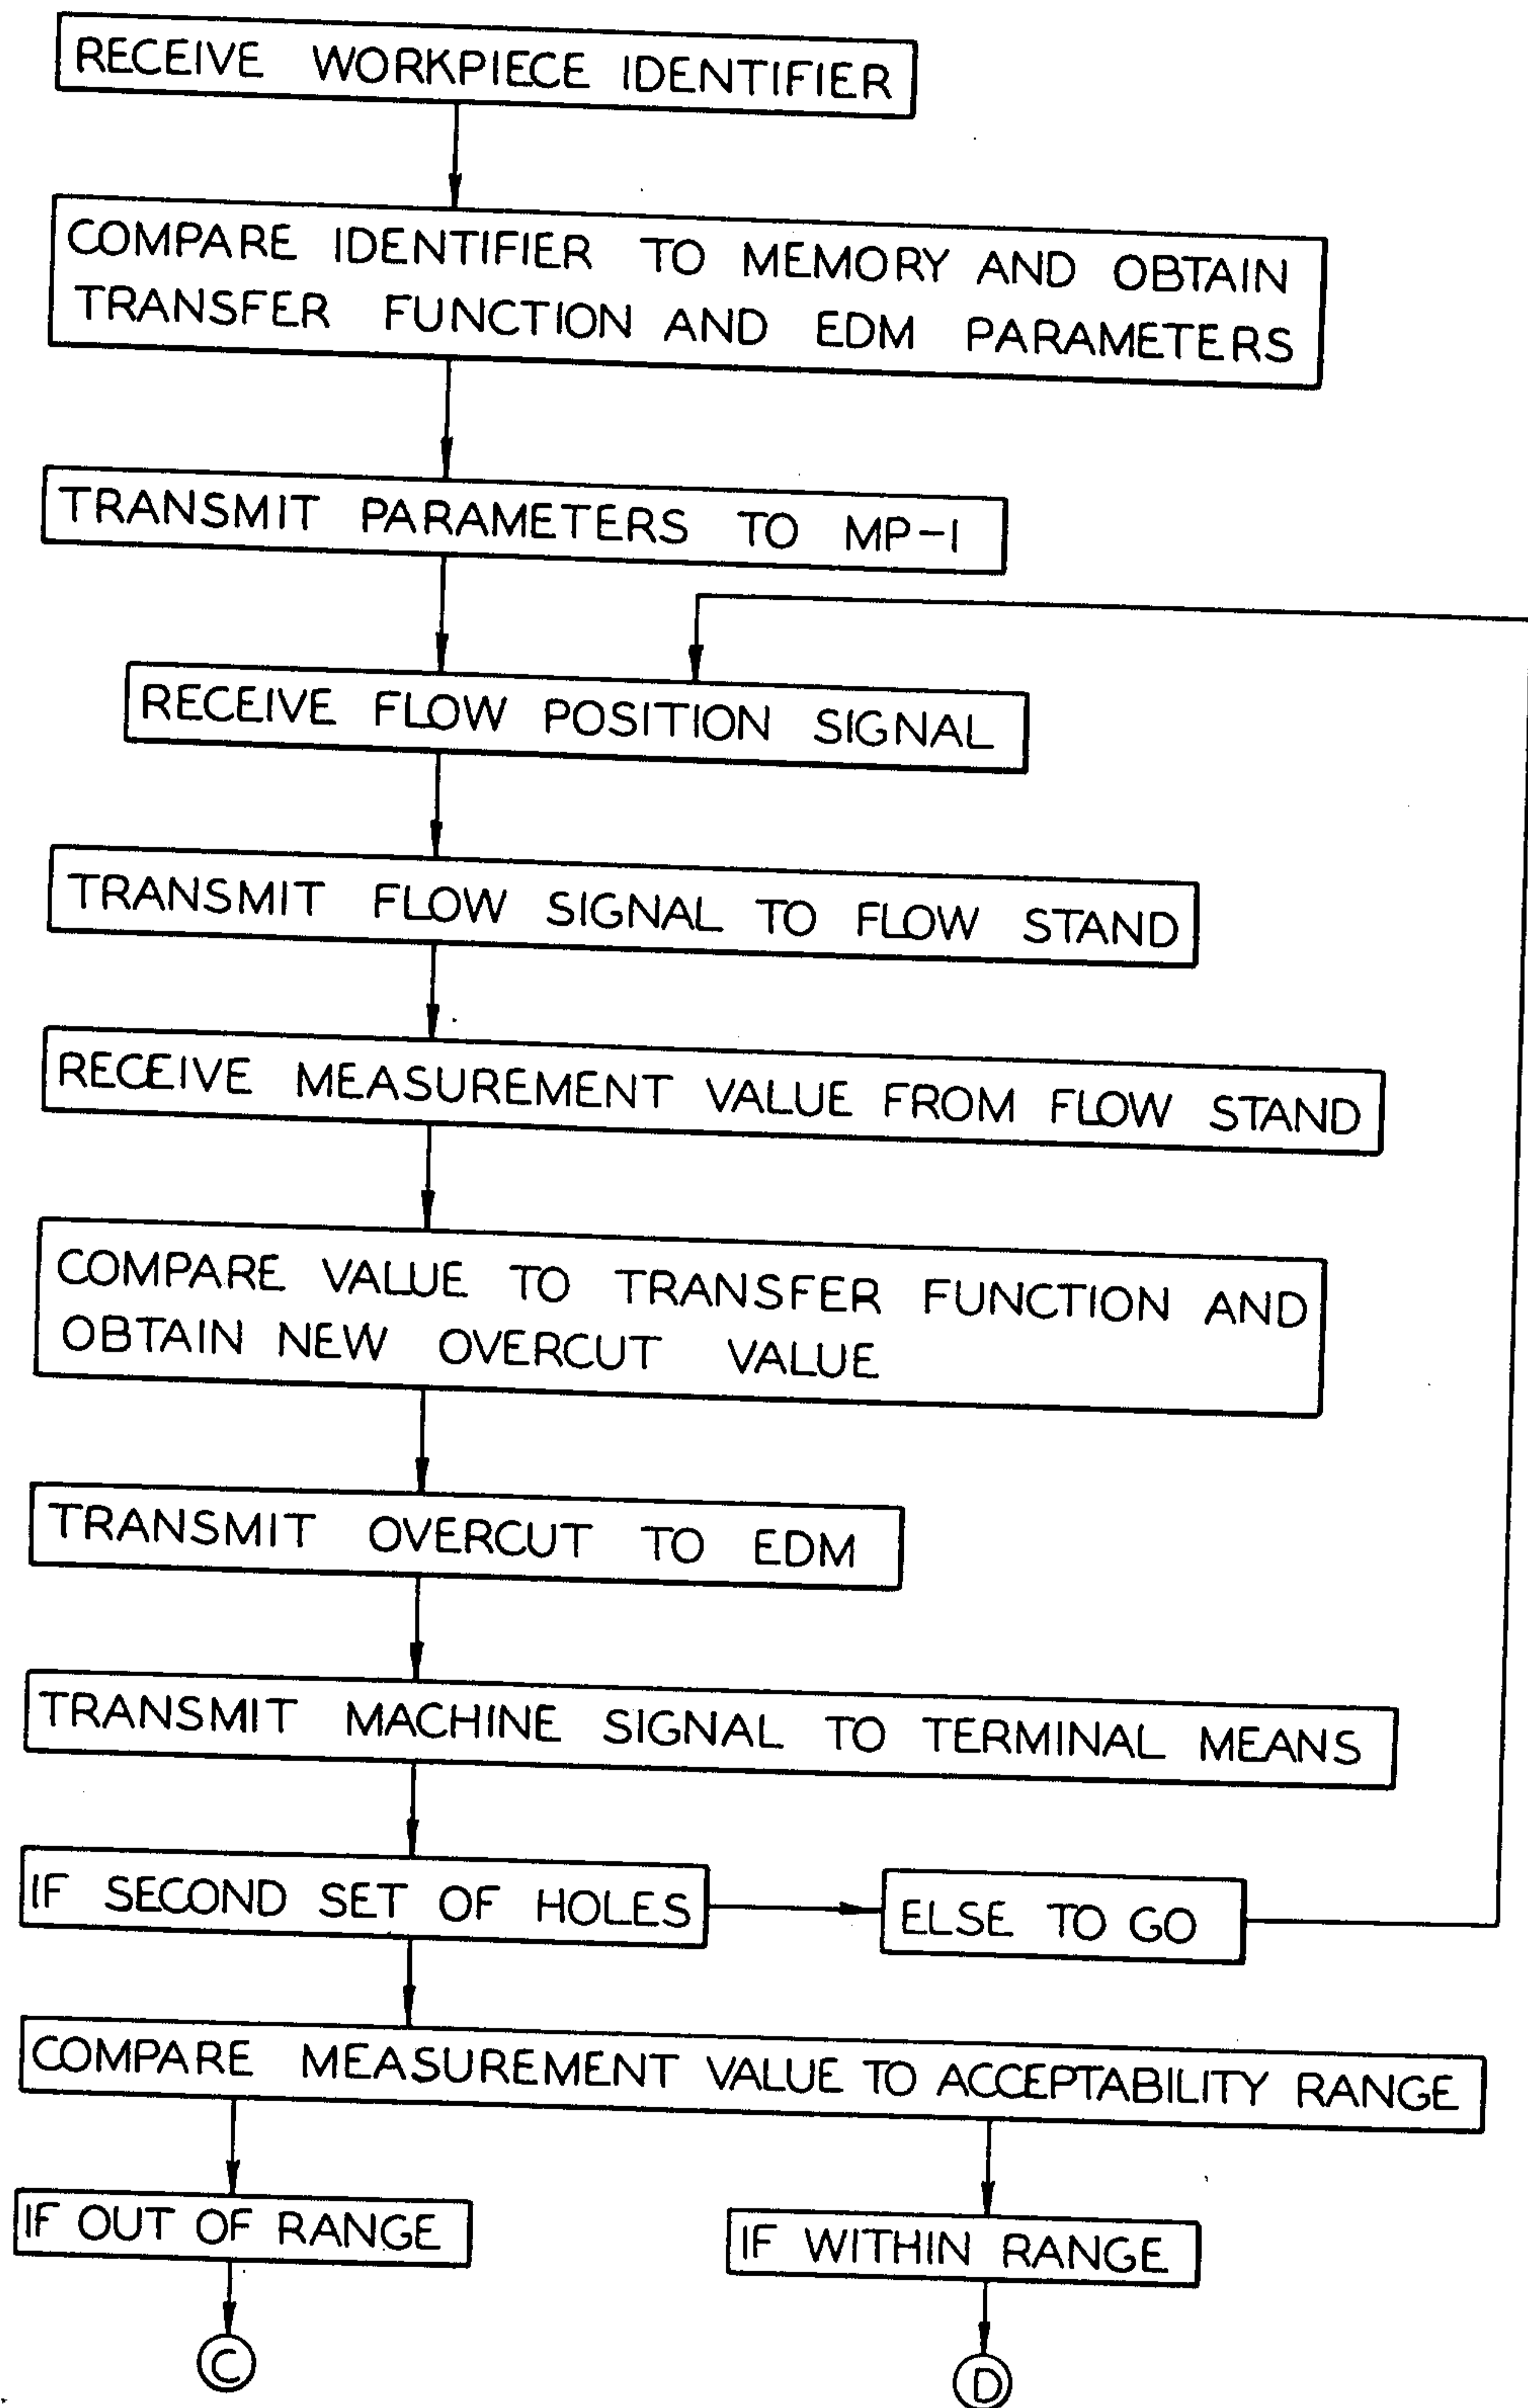 RECEIVE WORKPIECE IDENTIFIER
COMPARE IDENTIFIER TO MEMORY AND OBTAIN
TRANSFER FUNCTION AND EDM PARAMETERS
TRANSMIT PARAMETERS TO MP-1
RECEIVE FLOW POSITION SIGNAL
TRANSMIT FLOW SIGNAL TO FLOW STAND
RECEIVE MEASUREMENT VALUE FROM FLOW STAND
COMPARE VALUE TO TRANSFER FUNCTION AND
OBTAIN NEW OVERCUT VALUE
TRANSMIT OVERCUT TO EDM
TRANSMIT MACHINE SIGNAL TO TERMINAL MEANS
IF SECOND SET OF HOLES
ELSE TO GO
COMPARE MEASUREMENT VALUE TO ACCEPTABILITY RANGE
IF OUT OF RANGE
IF WITHIN RANGE
C
D